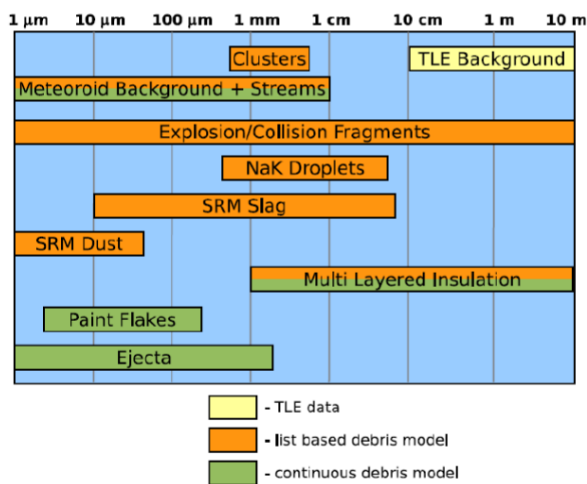 1 μm 10 μm 100 μm 1 mm 1 cm 10 cm 1 m 10 m
Clusters TLE Background
Meteoroid Background + Streams
Explosion/Collision Fragments
NaK Droplets
SRM Slag
SRM Dust
Multi Layered Insulation
Paint Flakes
Ejecta
- TLE data
- list based debris model
- continuous debris model